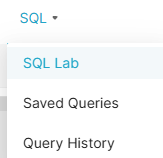 SQL
SQL Lab
Saved Queries
Query History